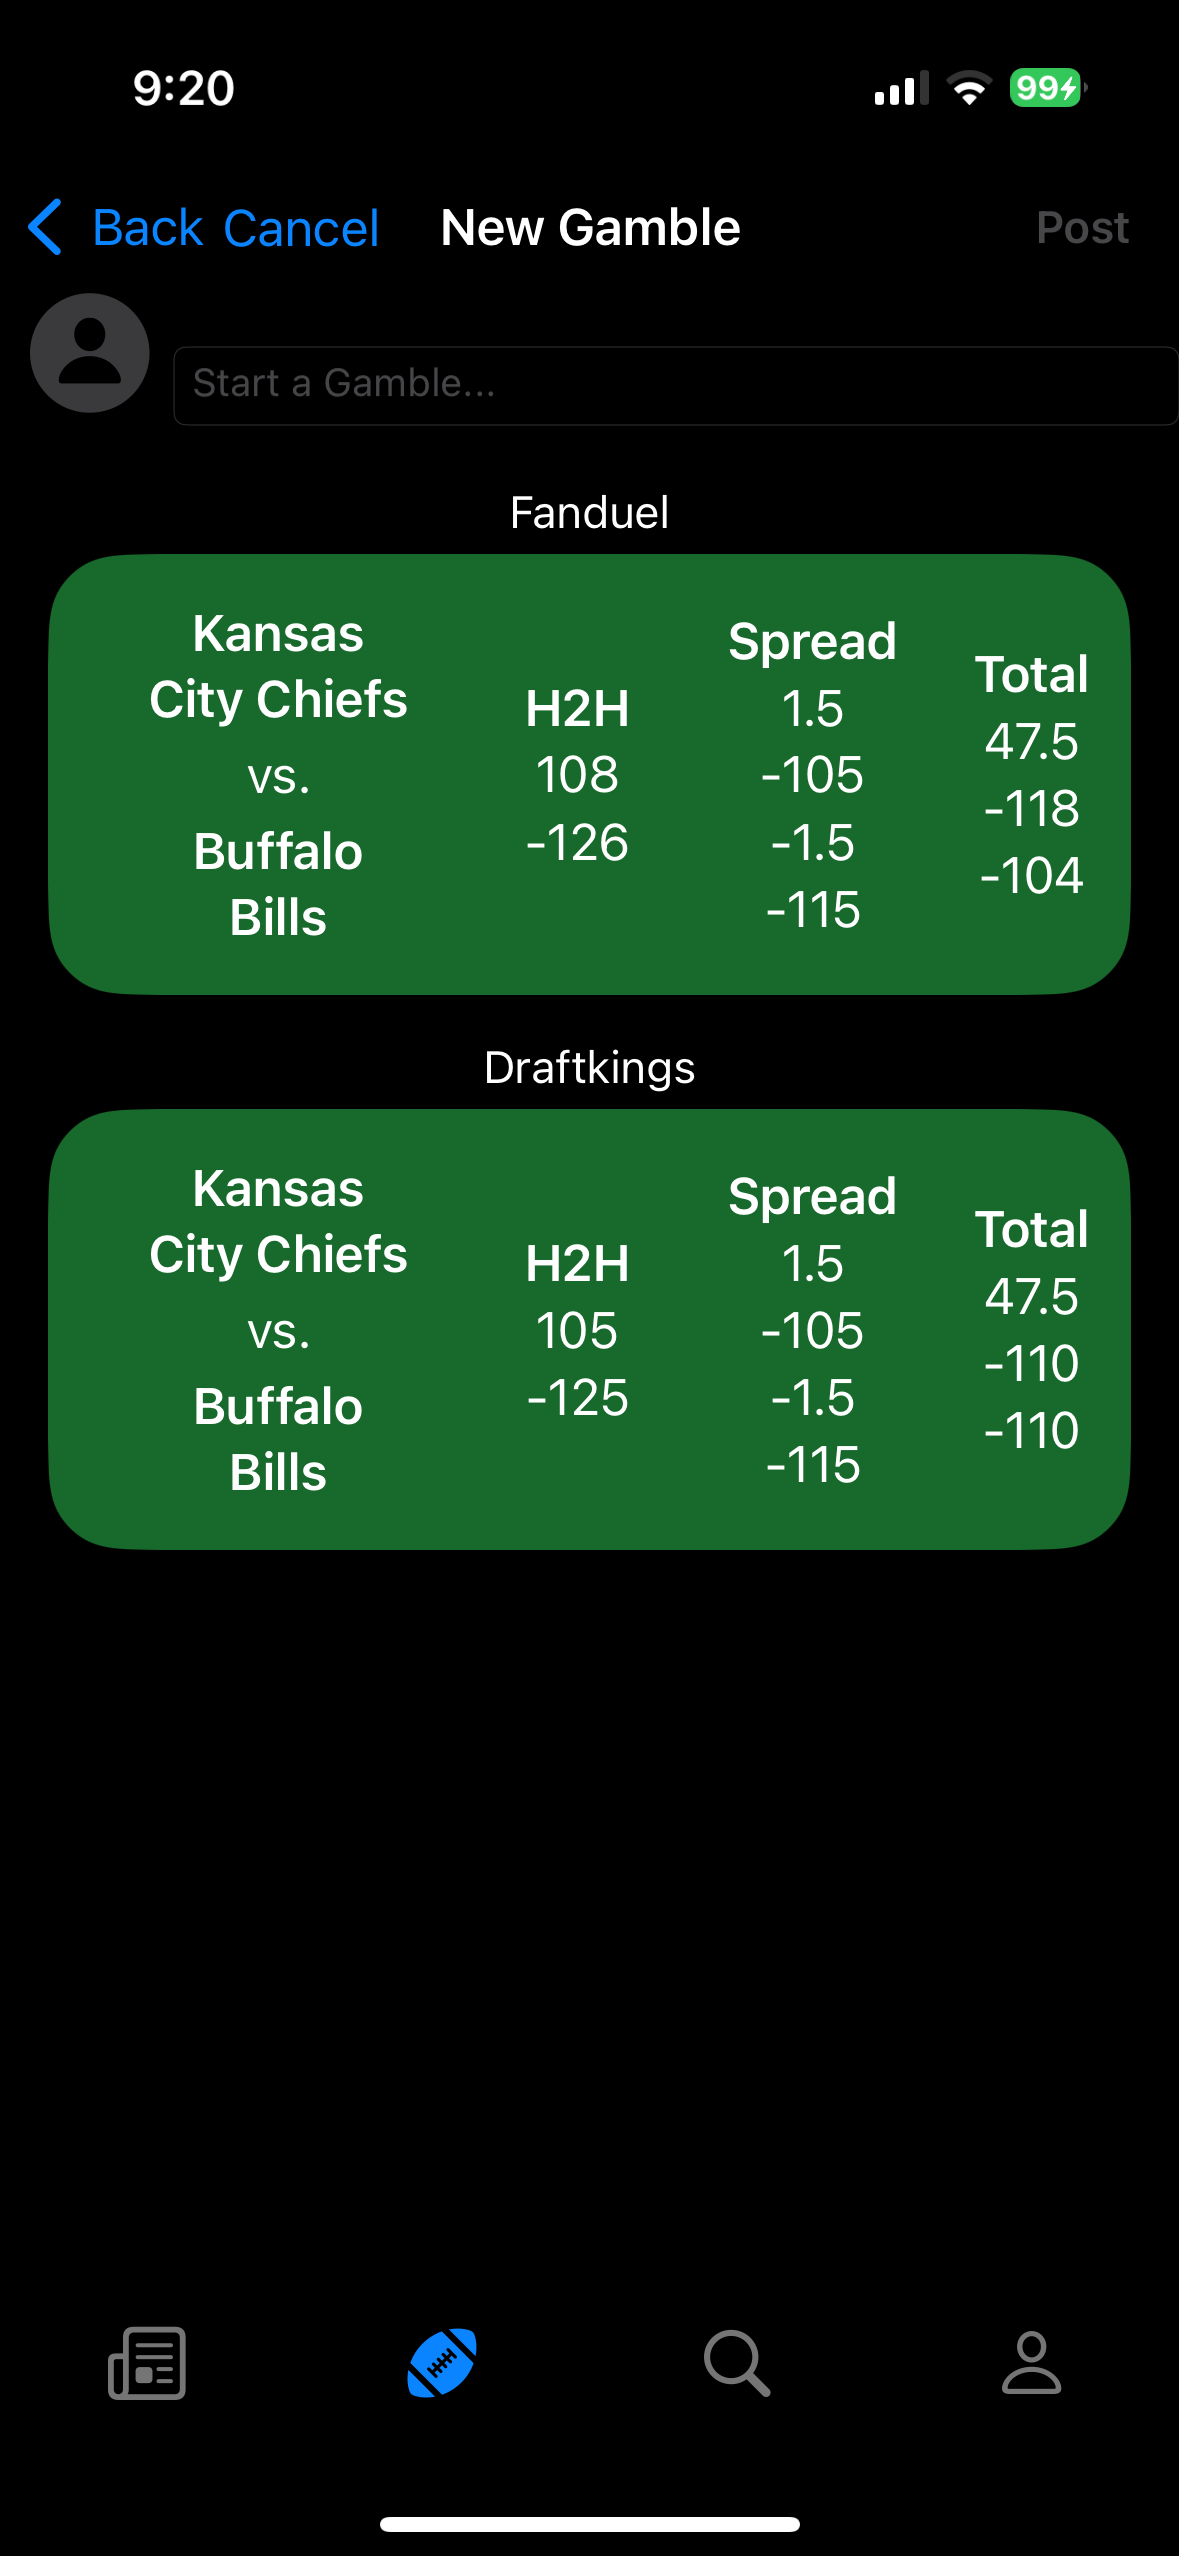 9:20
99
Back Cancel New Gamble Post
Start a Gamble...
Fanduel
Kansas
City Chiefs
vs.
Buffalo
Bills
H2H
108
-126
Spread
1.5
-105
-1.5
-115
Total
47.5
-118
-104
Draftkings
Kansas
City Chiefs
vs.
Buffalo
Bills
H2H
105
-125
Spread
1.5
-105
-1.5
-115
Total
47.5
-110
-110